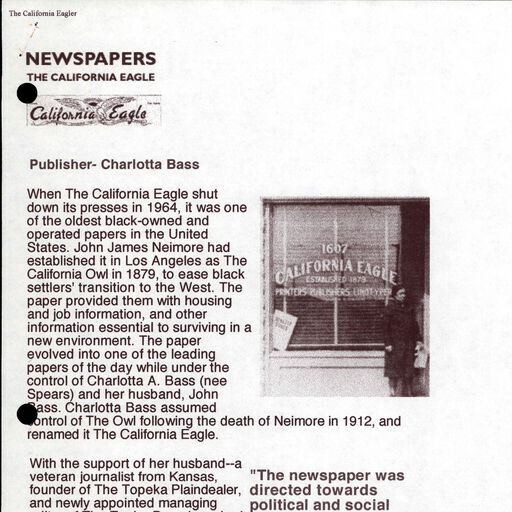 The California Eagler
NEWSPAPERS
THE CALIFORNIA EAGLE
California Eagle
Publisher- Charlotta Bass
When The California Eagle shut
down its presses in 1964, it was one
of the oldest black-owned and
operated papers in the United
States. John James Neimore had
established it in Los Angeles as The
California Owl in 1879, to ease black
settlers' transition to the West. The
paper provided them with housing
and job information, and other
information essential to surviving in a
new environment. The paper
evolved into one of the leading
papers of the day while under the
control of Charlotta A. Bass (nee
Spears) and her husband, John
Bass. Charlotta Bass assumed
control of The Owl following the death of Neimore in 1912, and
renamed it The California Eagle.
1607
CALIFORNIA EAGLE
ESTABLISHED 1879
PRINTERS PUBLISHERS LINOTYPER
With the support of her husband--a
veteran journalist from Kansas,
founder of The Topeka Plaindealer,
and newly appointed managing
"The newspaper was
directed towards
political and social